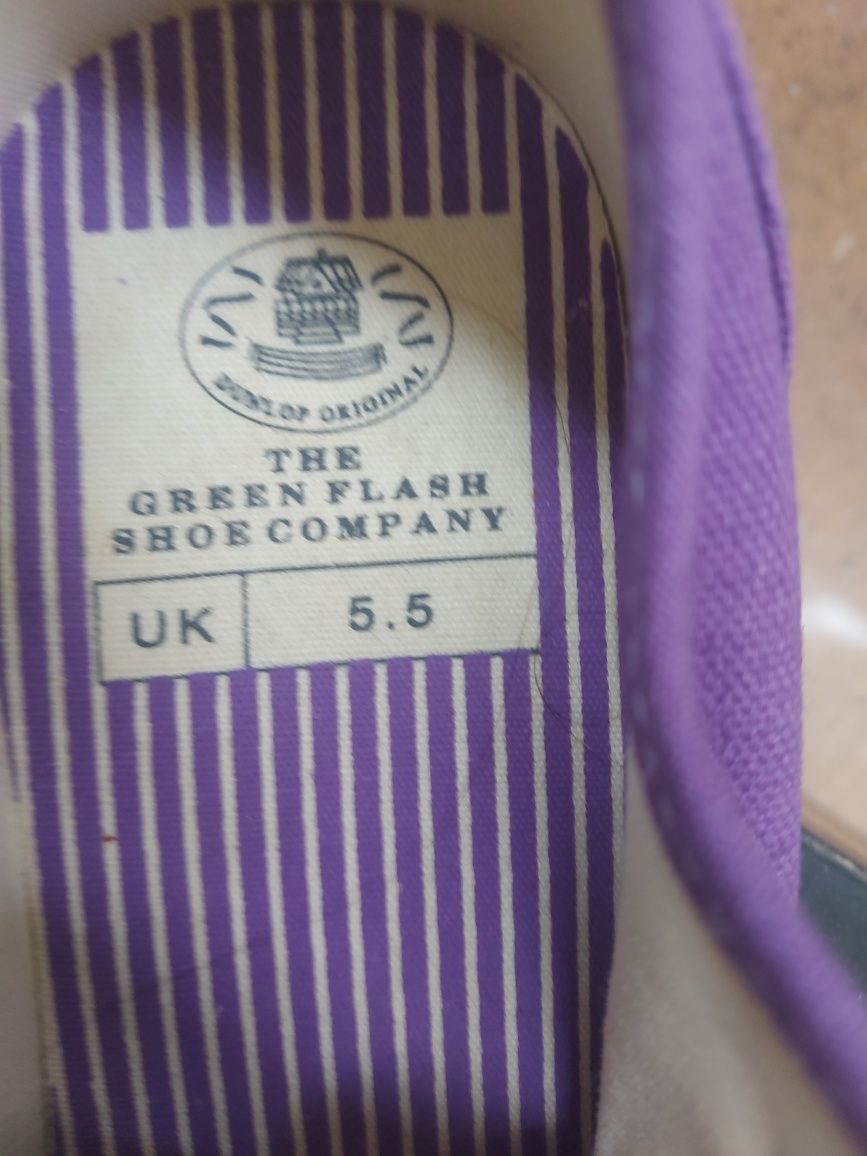 DUNLOP ORIGINAL
THE
GREEN FLASH
SHOE COMPANY
UK 5.5